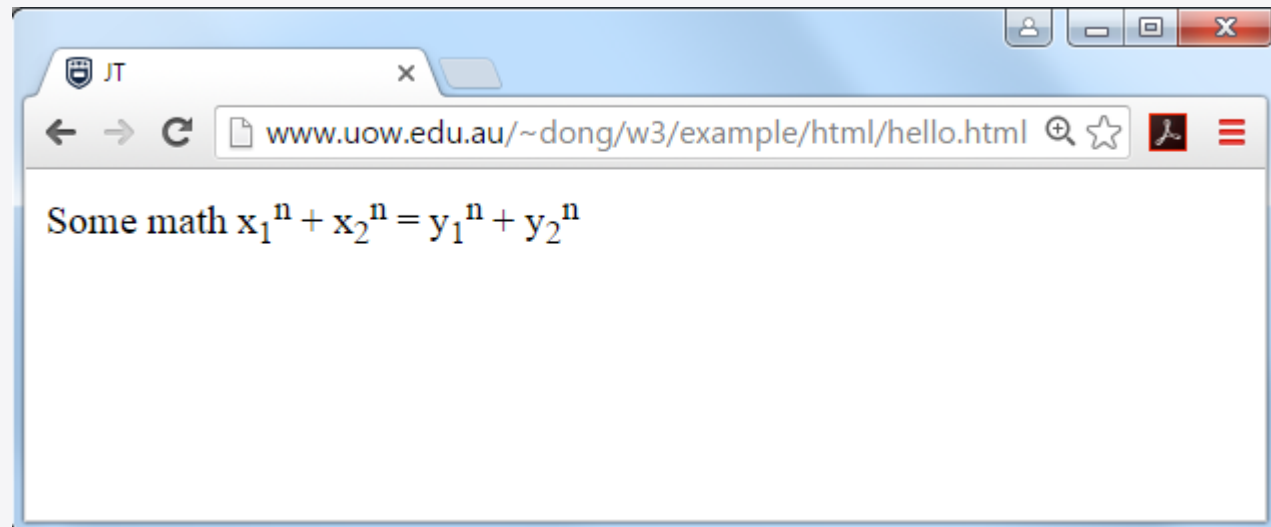 JT
www.uow.edu.au/~dong/w3/example/html/hello.html
Some math x₁ⁿ + x₂ⁿ = y₁ⁿ + y₂ⁿ